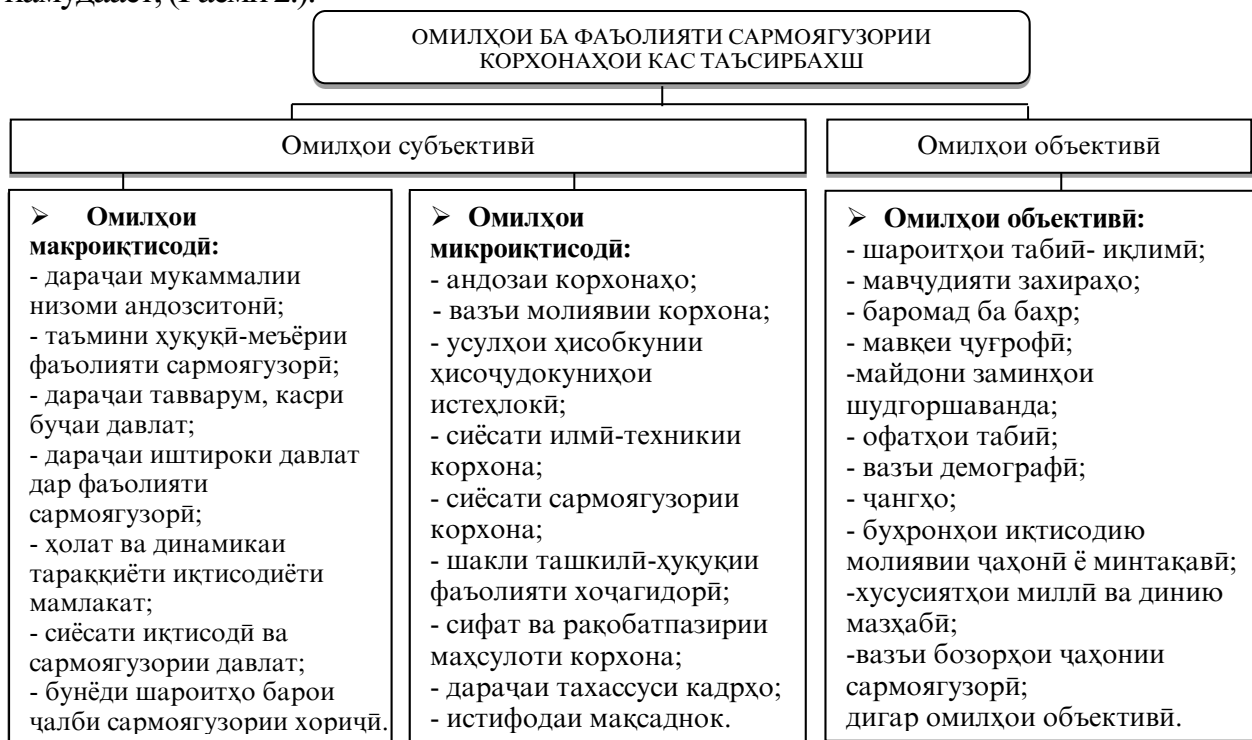 намудааст, (Расми 2.).
ОМИЛҲОИ БА ФАЪОЛИЯТИ САРМОЯГУЗОРИИ
КОРХОНАҲОИ КАС ТАЪСИРБАХШ
Омилҳои субъективӣ
Омилҳои объективӣ
➢ Омилҳои
макроиқтисодӣ:
- дараҷаи мукаммалии
низоми андозситонӣ;
- таъмини ҳуқуқӣ-меъёрии
фаъолияти сармоягузорӣ;
- дараҷаи тавварум, касри
буҷаи давлат;
- дараҷаи иштироки давлат
дар фаъолияти
сармоягузорӣ;
- ҳолат ва динамикаи
тараққиёти иқтисодиёти
мамлакат;
- сиёсати иқтисодӣ ва
сармоягузории давлат;
- бунёди шароитҳо барои
ҷалби сармоягузории хориҷӣ.
➢ Омилҳои
микроиқтисодӣ:
- андозаи корхонаҳо;
- вазъи молиявии корхона;
- усулҳои ҳисобкунии
ҳисоҷудокуниҳои
истеҳлокӣ;
- сиёсати илмӣ-техникии
корхона;
- сиёсати сармоягузории
корхона;
- шакли ташкилӣ-ҳуқуқии
фаъолияти хоҷагидорӣ;
- сифат ва рақобатпазирии
маҳсулоти корхона;
- дараҷаи тахассуси кадрҳо;
- истифодаи мақсаднок.
➢ Омилҳои объективӣ:
- шароитҳои табиӣ- иқлимӣ;
- мавҷудияти захираҳо;
- баромад ба баҳр;
- мавқеи ҷуғрофӣ;
-майдони заминҳои
шудгоршаванда;
- офатҳои табиӣ;
- вазъи демографӣ;
- ҷангҳо;
- буҳронҳои иқтисодию
молиявии ҷаҳонӣ ё минтақавӣ;
-хусусиятҳои миллӣ ва динию
мазҳабӣ;
-вазъи бозорҳои ҷаҳонии
сармоягузорӣ;
дигар омилҳои объективӣ.